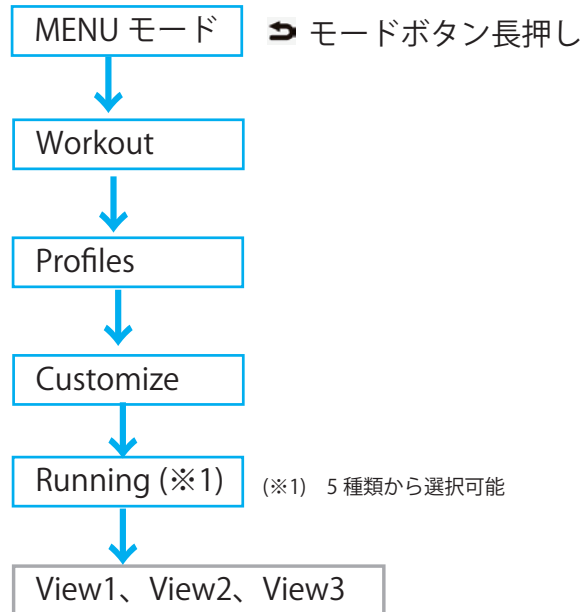 MENU モード
モードボタン長押し
Workout
Profiles
Customize
Running (※1)
(※1) 5 種類から選択可能
View1、View2、View3